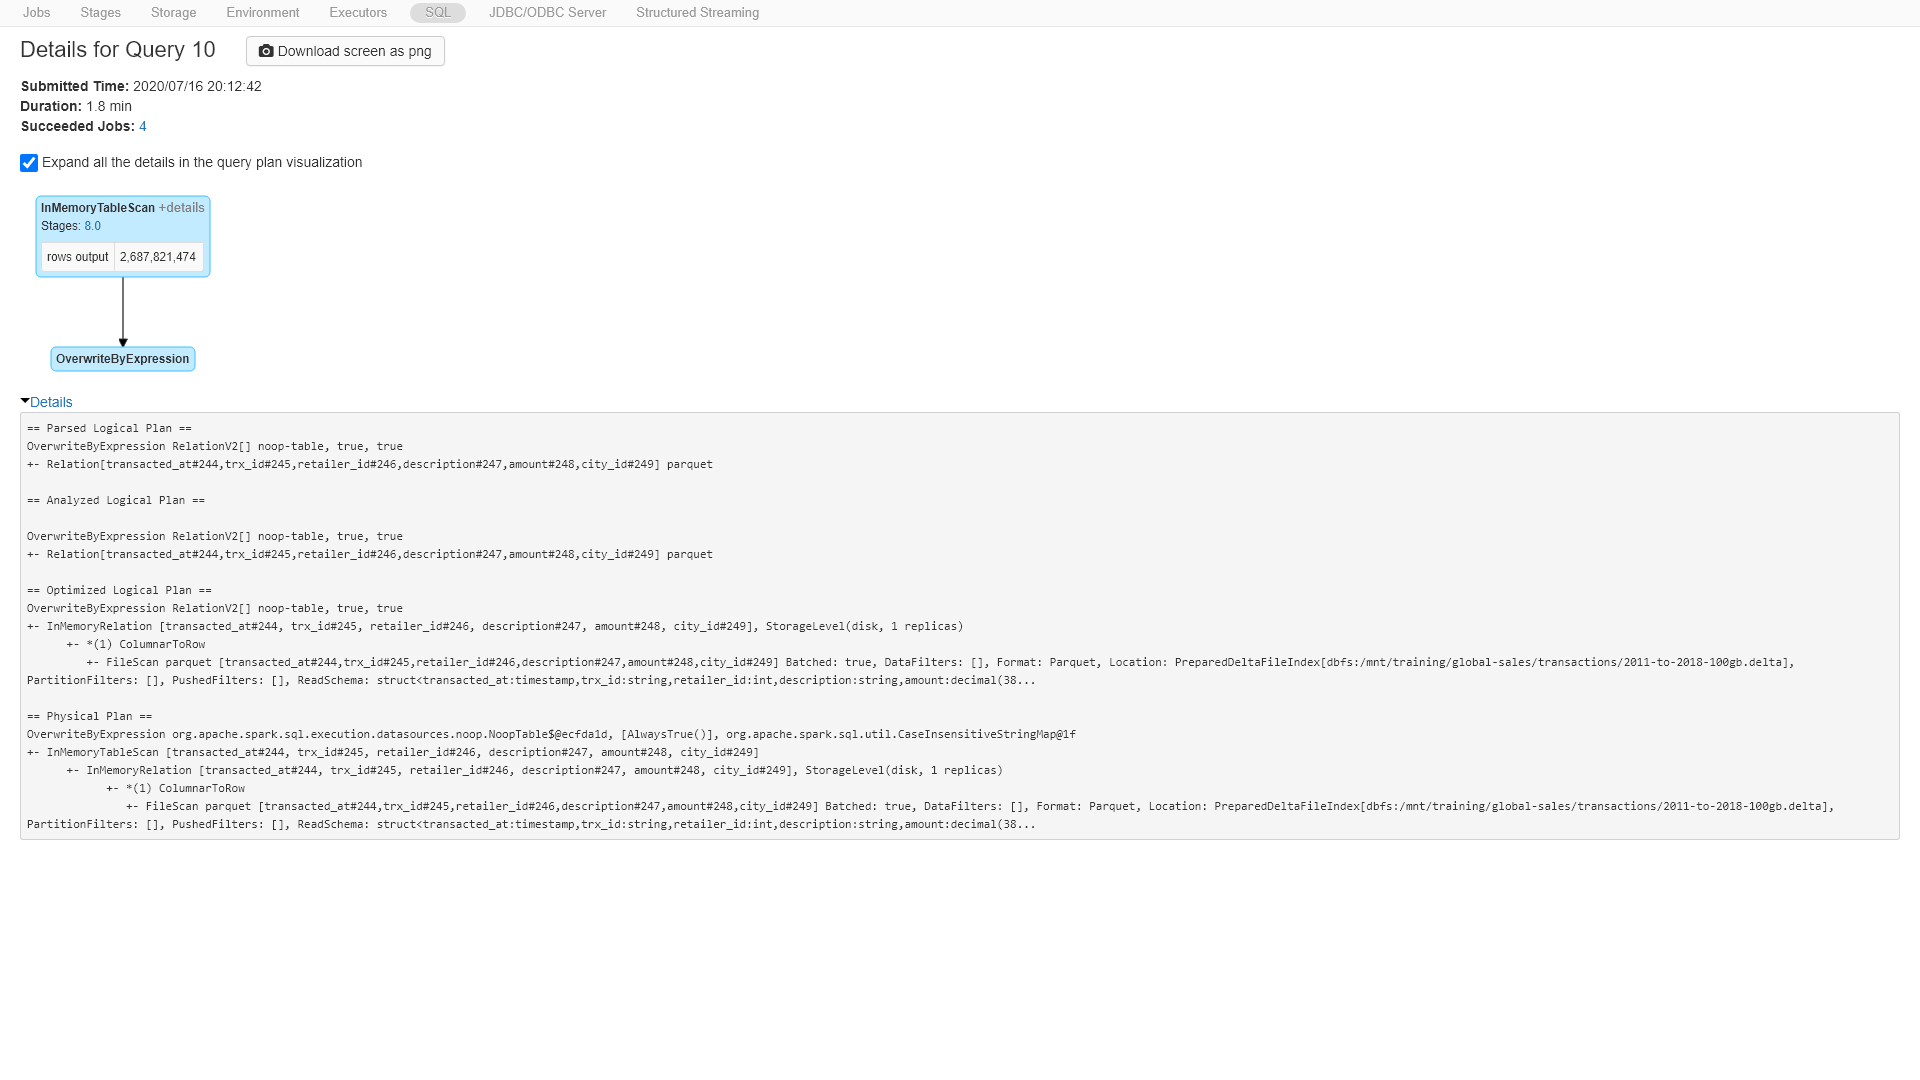 Jobs Stages Storage Environment Executors SQL JDBC/ODBC Server Structured Streaming
Details for Query 10 Download screen as png
Submitted Time: 2020/07/16 20:12:42
Duration: 1.8 min
Succeeded Jobs: 4
Expand all the details in the query plan visualization
InMemoryTableScan +details
Stages: 8.0
rows output 2,687,821,474
OverwriteByExpression
Details
== Parsed Logical Plan ==
OverwriteByExpression RelationV2[] noop-table, true, true
+- Relation[transacted_at#244,trx_id#245,retailer_id#246,description#247,amount#248,city_id#249] parquet
== Analyzed Logical Plan ==
OverwriteByExpression RelationV2[] noop-table, true, true
+- Relation[transacted_at#244,trx_id#245,retailer_id#246,description#247,amount#248,city_id#249] parquet
== Optimized Logical Plan ==
OverwriteByExpression RelationV2[] noop-table, true, true
+- InMemoryRelation [transacted_at#244, trx_id#245, retailer_id#246, description#247, amount#248, city_id#249], StorageLevel(disk, 1 replicas)
+- *(1) ColumnarToRow
+- FileScan parquet [transacted_at#244,trx_id#245,retailer_id#246,description#247,amount#248,city_id#249] Batched: true, DataFilters: [], Format: Parquet, Location: PreparedDeltaFileIndex[dbfs:/mnt/training/global-sales/transactions/2011-to-2018-100gb.delta],
PartitionFilters: [], PushedFilters: [], ReadSchema: struct<transacted_at:timestamp,trx_id:string,retailer_id:int,description:string,amount:decimal(38...
== Physical Plan ==
OverwriteByExpression org.apache.spark.sql.execution.datasources.noop.NoopTable$@ecfda1d, [AlwaysTrue()], org.apache.spark.sql.util.CaseInsensitiveStringMap@1f
+- InMemoryTableScan [transacted_at#244, trx_id#245, retailer_id#246, description#247, amount#248, city_id#249]
+- InMemoryRelation [transacted_at#244, trx_id#245, retailer_id#246, description#247, amount#248, city_id#249], StorageLevel(disk, 1 replicas)
+- *(1) ColumnarToRow
+- FileScan parquet [transacted_at#244,trx_id#245,retailer_id#246,description#247,amount#248,city_id#249] Batched: true, DataFilters: [], Format: Parquet, Location: PreparedDeltaFileIndex[dbfs:/mnt/training/global-sales/transactions/2011-to-2018-100gb.delta],
PartitionFilters: [], PushedFilters: [], ReadSchema: struct<transacted_at:timestamp,trx_id:string,retailer_id:int,description:string,amount:decimal(38...